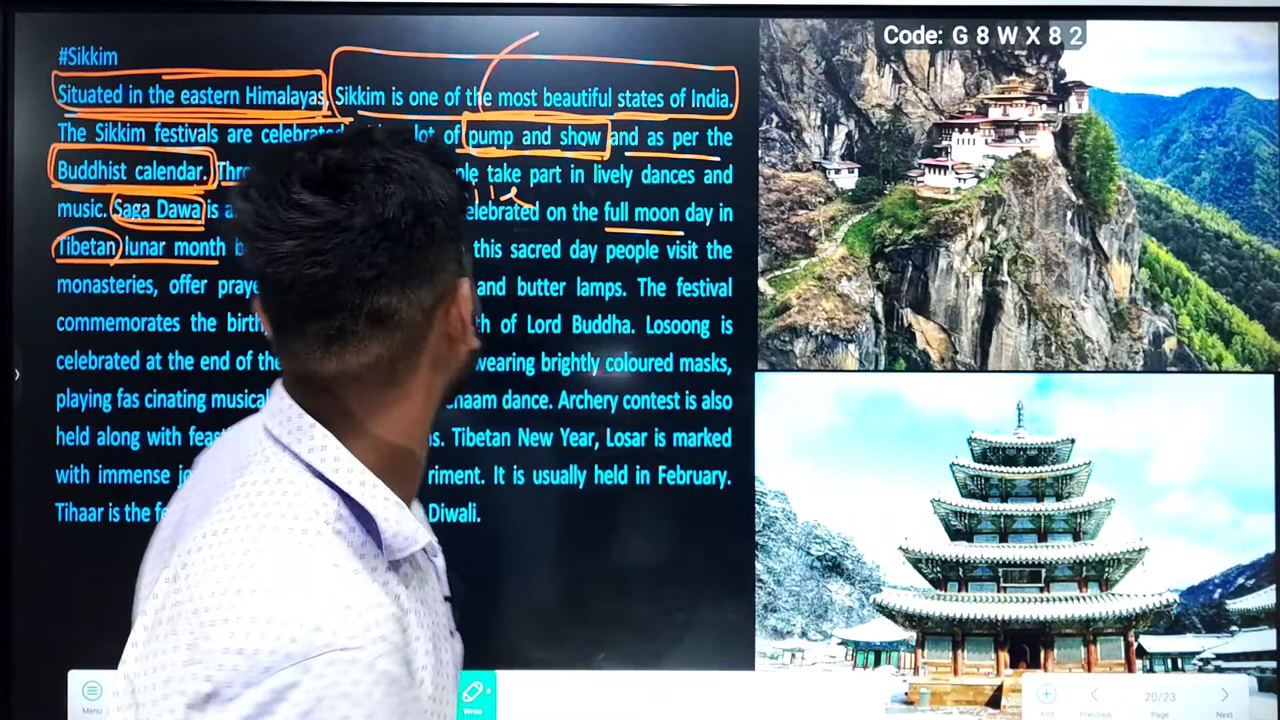 #Sikkim
Situated in the eastern Himalayas, Sikkim is one of the most beautiful states of India.
The Sikkim festivals are celebrated lot of pump and show and as per the
Buddhist calendar. take part in lively dances and
music. Saga Dawa is celebrated on the full moon day in
Tibetan lunar month this sacred day people visit the
monasteries, offer and butter lamps. The festival
commemorates the of Lord Buddha. Losoong is
celebrated at the end of the wearing brightly coloured masks,
playing fas cinating musical dance. Archery contest is also
held along with Tibetan New Year, Losar is marked
with immense It is usually held in February.
Tihaar is the Diwali.
Code: G 8 W X 8 2
Menu
Write
Add
Previous
20/23
Page
Next